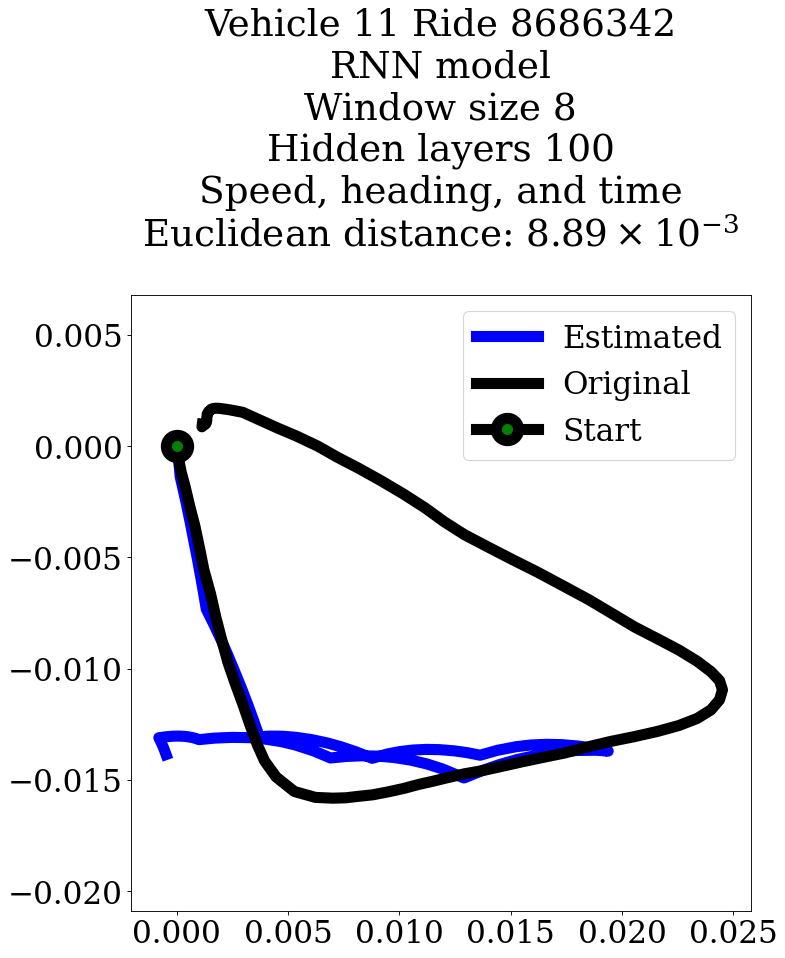 Vehicle 11 Ride 8686342
RNN model
Window size 8
Hidden layers 100
Speed, heading, and time
Euclidean distance: 8.89 × 10⁻³
Estimated
Original
Start
0.005
0.000
−0.005
−0.010
−0.015
−0.020
0.000 0.005 0.010 0.015 0.020 0.025